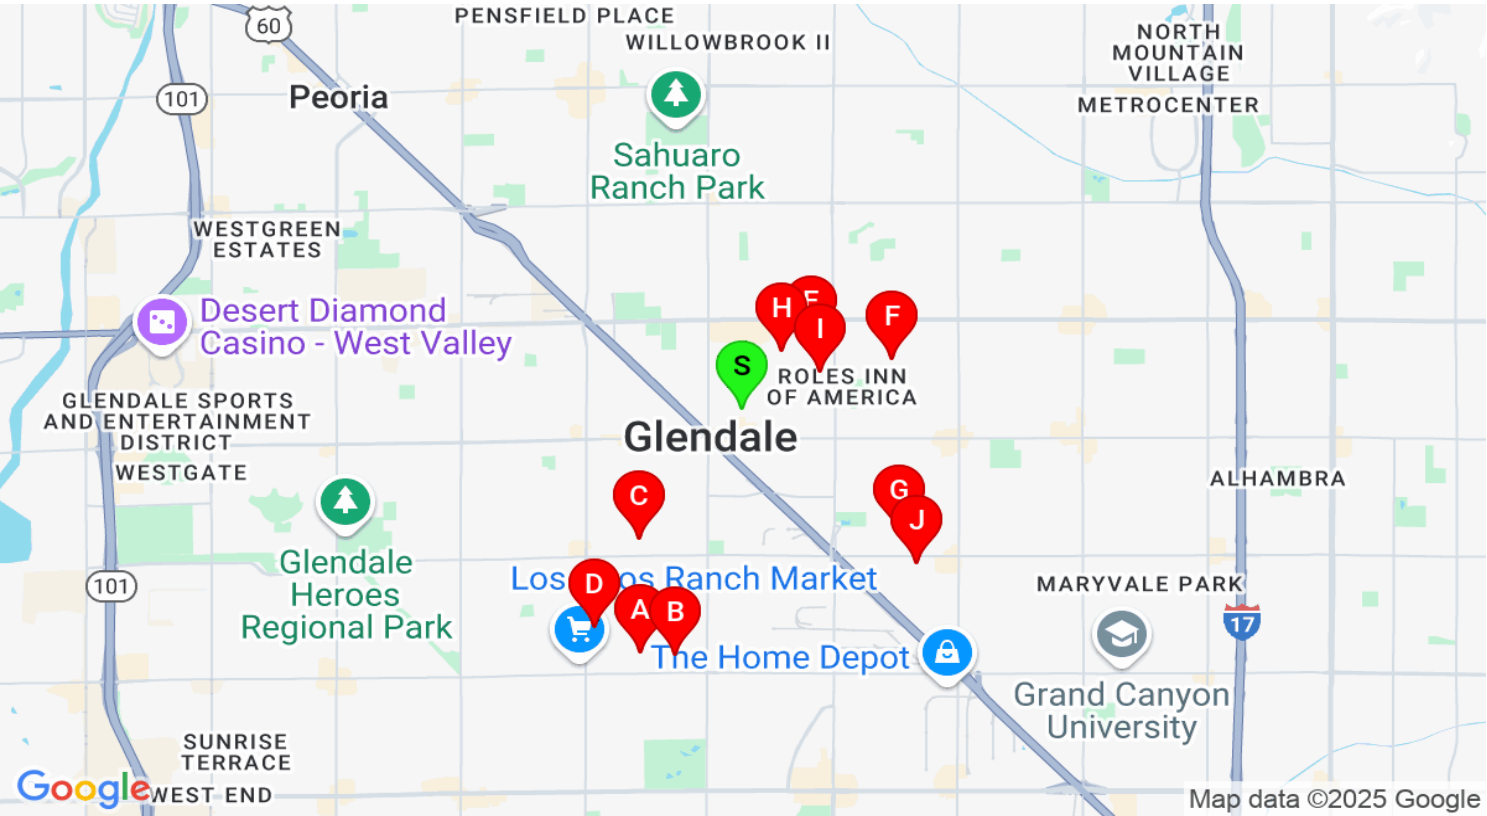 PENSFIELD PLACE
WILLOWBROOK II
NORTH
MOUNTAIN
VILLAGE
METROCENTER
60
101
Peoria
Sahuaro
Ranch Park
WESTGREEN
ESTATES
Desert Diamond
Casino - West Valley
H
E
I
F
S
ROLES INN
OF AMERICA
GLENDALE SPORTS
AND ENTERTAINMENT
DISTRICT
WESTGATE
Glendale
ALHAMBRA
C
G
J
Glendale
Heroes
Regional Park
101
Los
os Ranch Market
D
A
B
MARYVALE PARK
17
The Home Depot
Grand Canyon
University
SUNRISE
TERRACE
Google
WEST END
Map data ©2025 Google